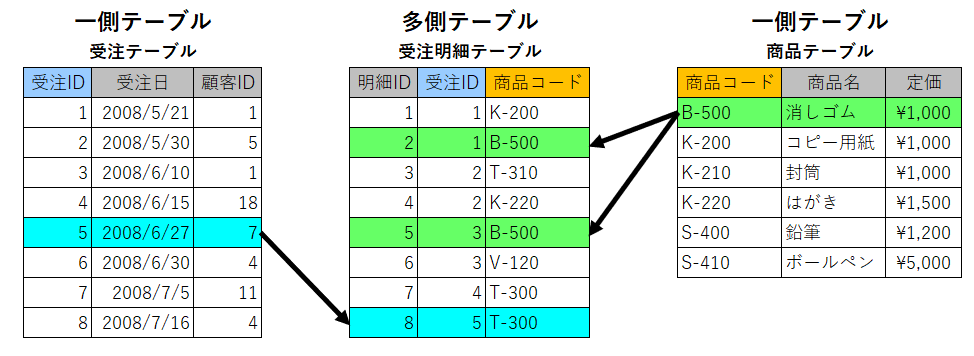 一側テーブル
受注テーブル
受注ID 受注日 顧客ID
1 2008/5/21 1
2 2008/5/30 5
3 2008/6/10 1
4 2008/6/15 18
5 2008/6/27 7
6 2008/6/30 4
7 2008/7/5 11
8 2008/7/16 4
多側テーブル
受注明細テーブル
明細ID 受注ID 商品コード
1 1 K-200
2 1 B-500
3 2 T-310
4 2 K-220
5 3 B-500
6 3 V-120
7 4 T-300
8 5 T-300
一側テーブル
商品テーブル
商品コード 商品名 定価
B-500 消しゴム ¥1,000
K-200 コピー用紙 ¥1,000
K-210 封筒 ¥1,000
K-220 はがき ¥1,500
S-400 鉛筆 ¥1,200
S-410 ボールペン ¥5,000